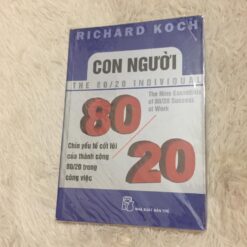 RICHARD KOCH
CON NGƯỜI
THE 80/20 INDIVIDUAL
80
The Nine Essentials
of 80/20 Success
at Work
Chín yếu tố cốt lõi
của thành công
80/20 trong
công việc
20
NHÀ XUẤT BẢN TRẺ